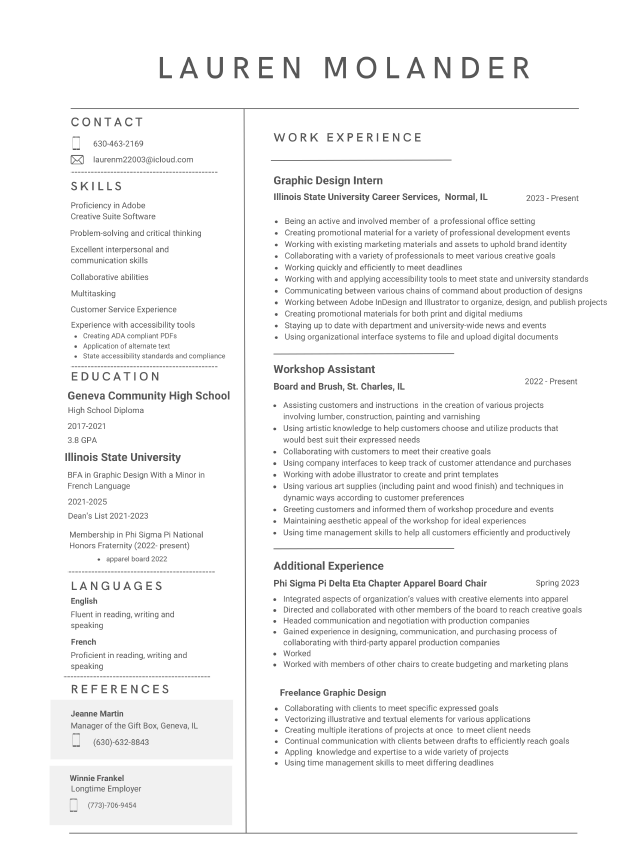 LAUREN MOLANDER
CONTACT
630-463-2169
laurenm22003@icloud.com
SKILLS
Proficiency in Adobe
Creative Suite Software
Problem-solving and critical thinking
Excellent interpersonal and
communication skills
Collaborative abilities
Multitasking
Customer Service Experience
Experience with accessibility tools
• Creating ADA compliant PDFs
• Application of alternate text
• State accessibility standards and compliance
EDUCATION
Geneva Community High School
High School Diploma
2017-2021
3.8 GPA
Illinois State University
BFA in Graphic Design With a Minor in
French Language
2021-2025
Dean's List 2021-2023
Membership in Phi Sigma Pi National
Honors Fraternity (2022- present)
• apparel board 2022
LANGUAGES
English
Fluent in reading, writing and
speaking
French
Proficient in reading, writing and
speaking
REFERENCES
Jeanne Martin
Manager of the Gift Box, Geneva, IL
(630)-632-8843
Winnie Frankel
Longtime Employer
(773)-706-9454
WORK EXPERIENCE
Graphic Design Intern
Illinois State University Career Services, Normal, IL
2023 - Present
• Being an active and involved member of a professional office setting
• Creating promotional material for a variety of professional development events
• Working with existing marketing materials and assets to uphold brand identity
• Collaborating with a variety of professionals to meet various creative goals
• Working quickly and efficiently to meet deadlines
• Working with and applying accessibility tools to meet state and university standards
• Communicating between various chains of command about production of designs
• Working between Adobe InDesign and Illustrator to organize, design, and publish projects
• Creating promotional materials for both print and digital mediums
• Staying up to date with department and university-wide news and events
• Using organizational interface systems to file and upload digital documents
Workshop Assistant
Board and Brush, St. Charles, IL
2022 - Present
• Assisting customers and instructions in the creation of various projects
involving lumber, construction, painting and varnishing
• Using artistic knowledge to help customers choose and utilize products that
would best suit their expressed needs
• Collaborating with customers to meet their creative goals
• Using company interfaces to keep track of customer attendance and purchases
• Working with adobe illustrator to create and print templates
• Using various art supplies (including paint and wood finish) and techniques in
dynamic ways according to customer preferences
• Greeting customers and informed them of workshop procedure and events
• Maintaining aesthetic appeal of the workshop for ideal experiences
• Using time management skills to help all customers efficiently and productively
Additional Experience
Phi Sigma Pi Delta Eta Chapter Apparel Board Chair
Spring 2023
• Integrated aspects of organization's values with creative elements into apparel
• Directed and collaborated with other members of the board to reach creative goals
• Headed communication and negotiation with production companies
• Gained experience in designing, communication, and purchasing process of
collaborating with third-party apparel production companies
• Worked
• Worked with members of other chairs to create budgeting and marketing plans
Freelance Graphic Design
• Collaborating with clients to meet specific expressed goals
• Vectorizing illustrative and textual elements for various applications
• Creating multiple iterations of projects at once to meet client needs
• Continual communication with clients between drafts to efficiently reach goals
• Appling knowledge and expertise to a wide variety of projects
• Using time management skills to meet differing deadlines